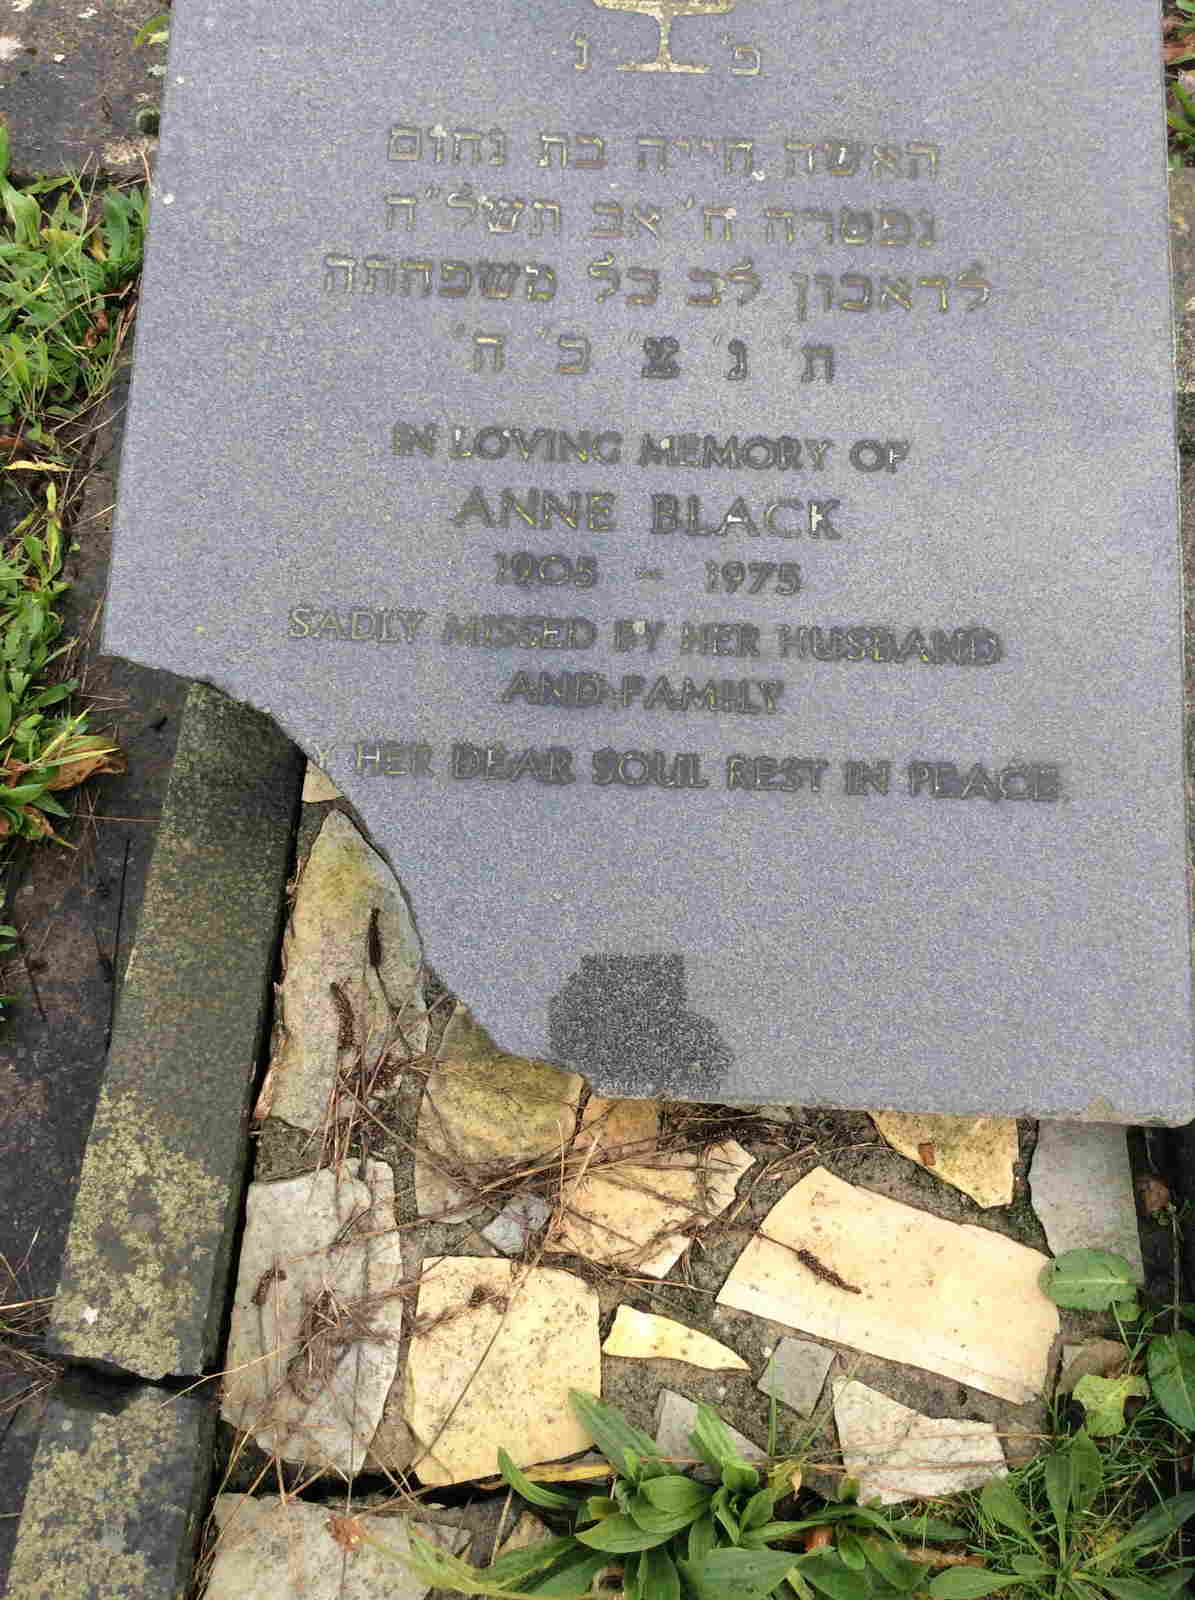 פ' נ'
האשה חייה בת נחום
נפטרה ח' אב תשל"ה
לדאבון לב כל משפחתה
ת' נ' צ' ב' ה'
IN LOVING MEMORY OF
ANNE BLACK
1905 - 1975
SADLY MISSED BY HER HUSBAND
AND FAMILY
Y HER DEAR SOUL REST IN PEACE.